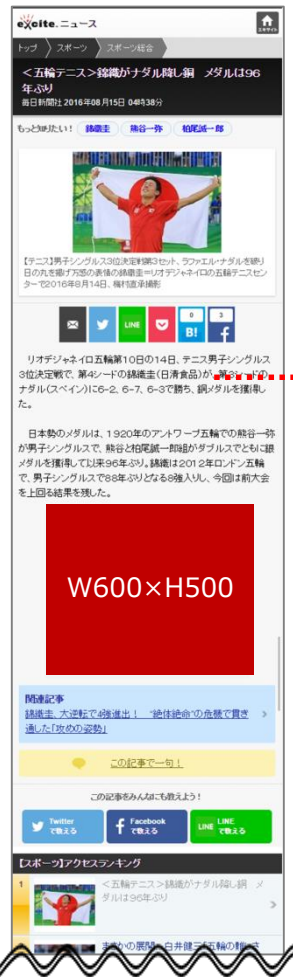 excite.ニュース
エキサイト
トップ
スポーツ
スポーツ総合
＜五輪テニス＞錦織がナダル降し銅　メダルは96
年ぶり
毎日新聞社 2016年08月15日 04時38分
もっと知りたい！
錦織圭
熊谷一弥
柏尾誠一郎
【テニス】男子シングルス3位決定戦第3セット、ラファエル・ナダルを破り
日の丸を掲げ万感の表情の錦織圭＝リオデジャネイロの五輪テニスセン
ターで2016年8月14日、梅村直承撮影
LINE
0
B!
3
f
リオデジャネイロ五輪第10日の14日、テニス男子シングルス
3位決定戦で、第4シードの錦織圭(日清食品)が、第3シードの
ナダル(スペイン)に6-2、6-7、6-3で勝ち、銅メダルを獲得し
た。
日本勢のメダルは、1920年のアントワープ五輪での熊谷一弥
が男子シングルスで、熊谷と柏尾誠一郎組がダブルスでともに銀
メダルを獲得して以来96年ぶり。錦織は2012年ロンドン五輪
で、男子シングルスで88年ぶりとなる8強入りし、今回は前大会
を上回る結果を残した。
W600×H500
関連記事
錦織圭、大逆転で4強進出！　“絶体絶命”の危機で貫き
通した「攻めの姿勢」
この記事で一句！
この記事をみんなにも教えよう！
Twitter
で教える
f
Facebook
で教える
LINE
LINE
で教える
【スポーツ】アクセスランキング
1
＜五輪テニス＞錦織がナダル降し銅　メ
ダルは96年ぶり
2